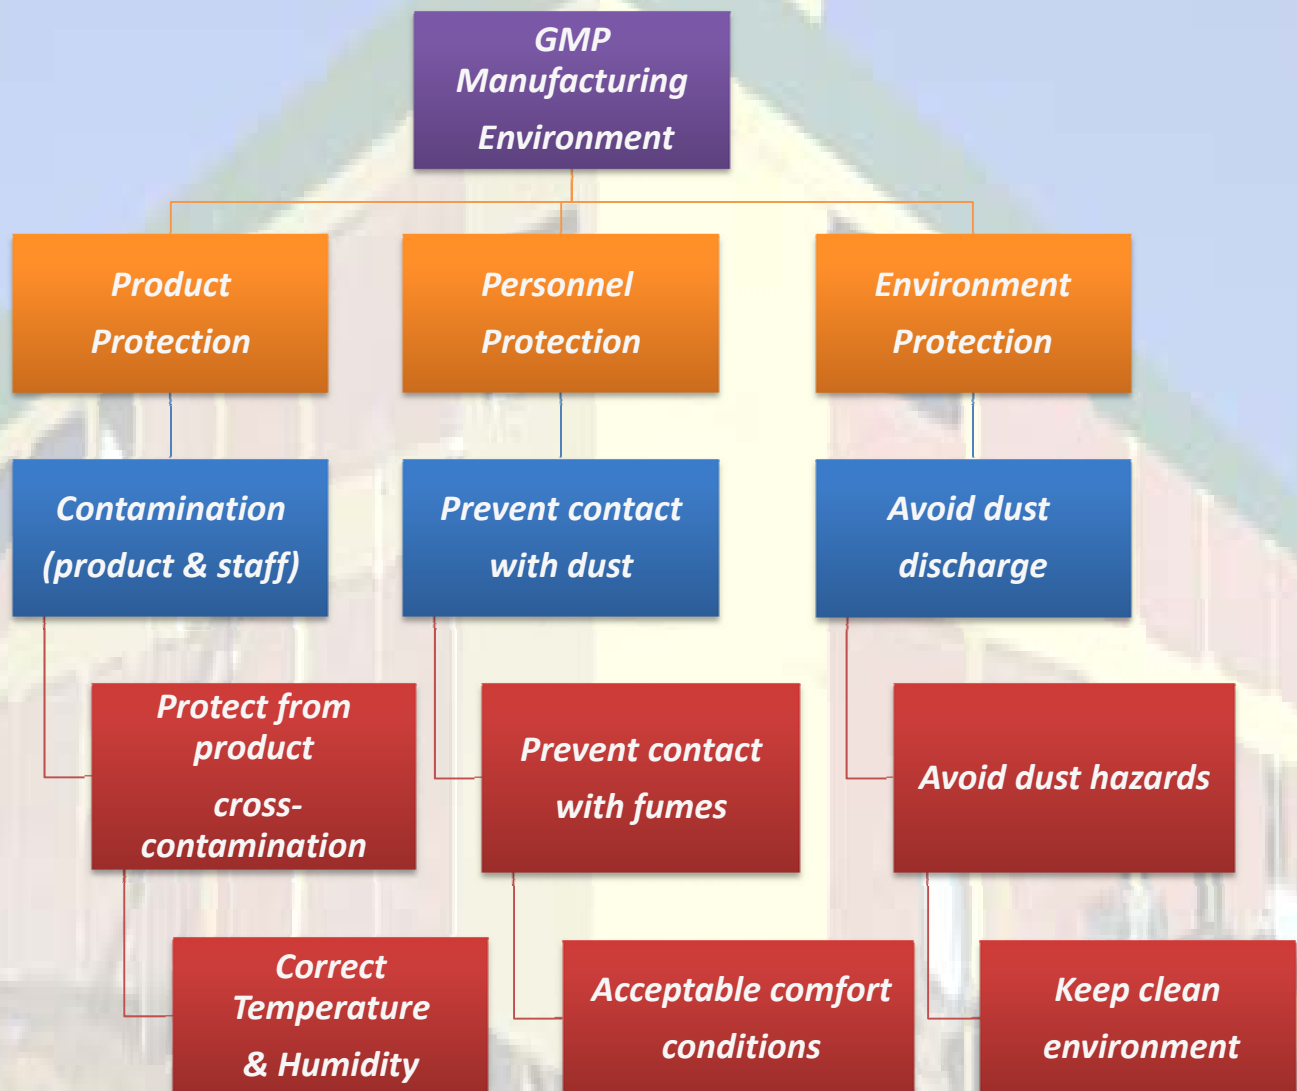 GMP
Manufacturing
Environment
Product
Protection
Personnel
Protection
Environment
Protection
Contamination
(product & staff)
Prevent contact
with dust
Avoid dust
discharge
Protect from
product
cross-
contamination
Prevent contact
with fumes
Avoid dust hazards
Correct
Temperature
& Humidity
Acceptable comfort
conditions
Keep clean
environment